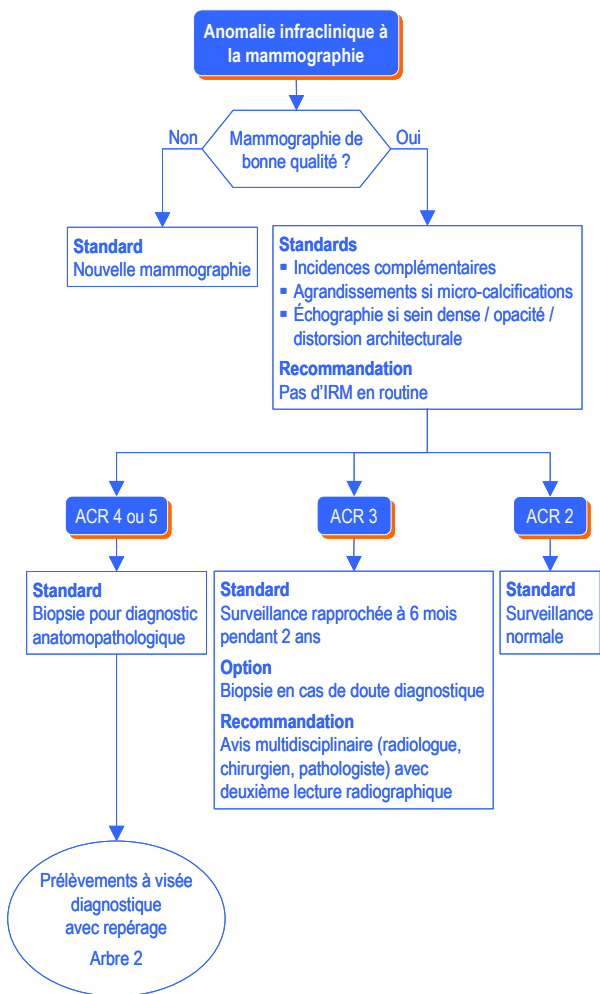 Anomalie infraclinique à
la mammographie
Non
Mammographie de
bonne qualité ?
Oui
Standard
Nouvelle mammographie
Standards
▪ Incidences complémentaires
▪ Agrandissements si micro-calcifications
▪ Échographie si sein dense / opacité /
distorsion architecturale
Recommandation
Pas d'IRM en routine
ACR 4 ou 5
ACR 3
ACR 2
Standard
Biopsie pour diagnostic
anatomopathologique
Standard
Surveillance rapprochée à 6 mois
pendant 2 ans
Option
Biopsie en cas de doute diagnostique
Recommandation
Avis multidisciplinaire (radiologue,
chirurgien, pathologiste) avec
deuxième lecture radiographique
Standard
Surveillance
normale
Prélèvements à visée
diagnostique
avec repérage
Arbre 2